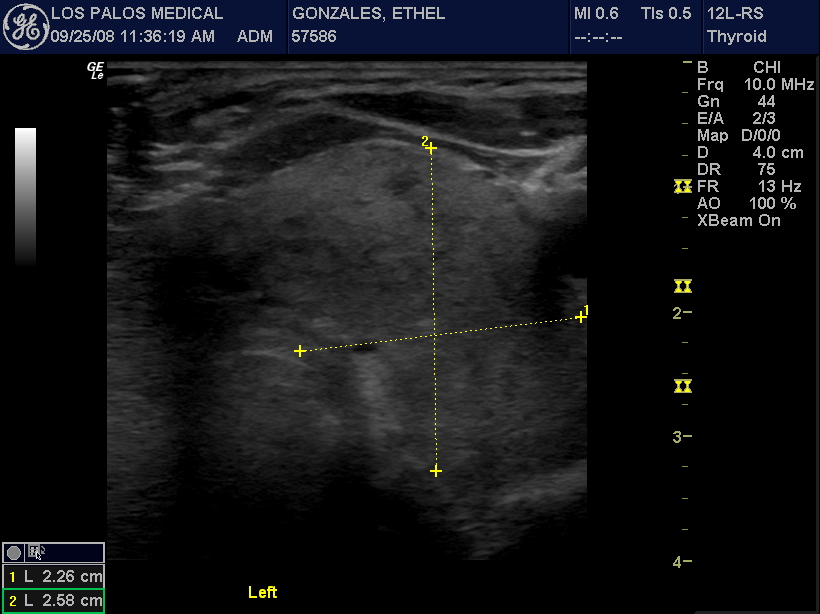 LOS PALOS MEDICAL GONZALES, ETHEL MI 0.6 TIs 0.5 12L-RS
09/25/08 11:36:19 AM ADM 57586 --:--:-- Thyroid
GE
Le
B CHI
Frq 10.0 MHz
Gn 44
E/A 2/3
Map D/0/0
D 4.0 cm
DR 75
FR 13 Hz
AO 100 %
XBeam On
2
1
2
3
4
1 L 2.26 cm
2 L 2.58 cm
Left